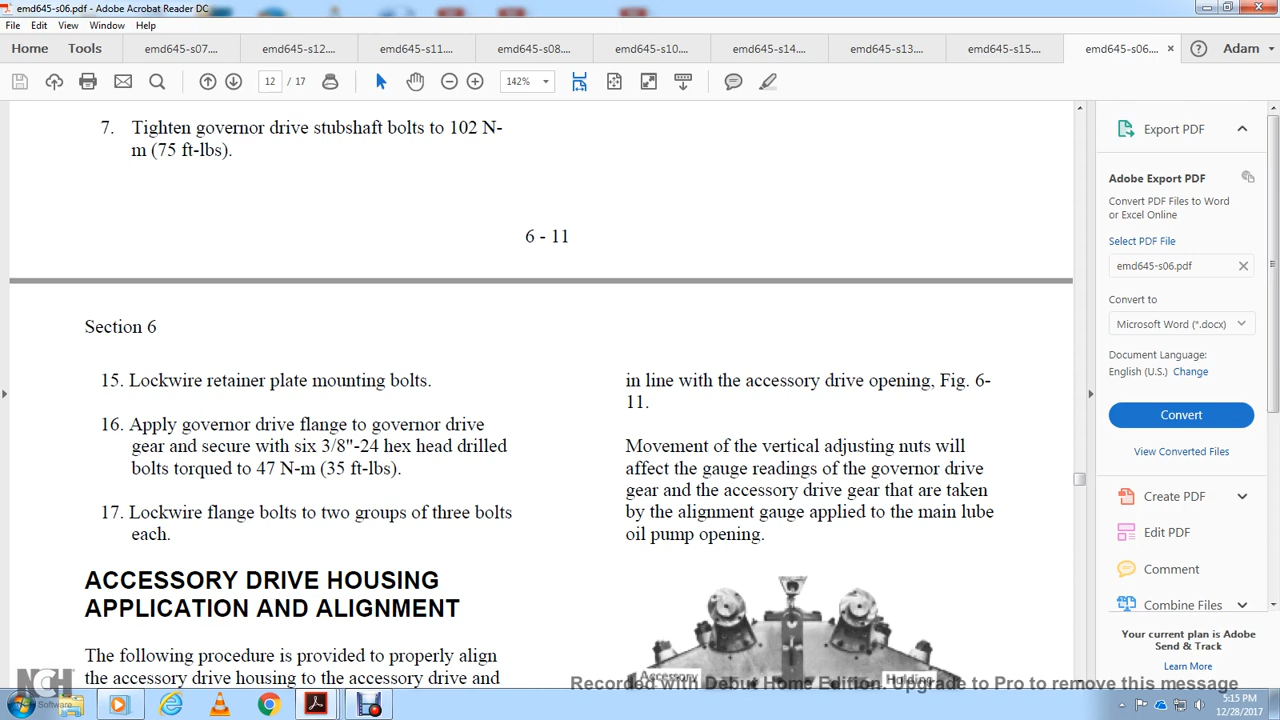 emd645-s06.pdf - Adobe Acrobat Reader DC
File Edit View Window Help
Home Tools emd645-s07... emd645-s12... emd645-s11... emd645-s08... emd645-s10... emd645-s14... emd645-s13... emd645-s15... emd645-s06... × Adam
12 / 17 142%
7. Tighten governor drive stubshaft bolts to 102 N-
m (75 ft-lbs).
6 - 11
Section 6
15. Lockwire retainer plate mounting bolts.
16. Apply governor drive flange to governor drive
gear and secure with six 3/8"-24 hex head drilled
bolts torqued to 47 N-m (35 ft-lbs).
17. Lockwire flange bolts to two groups of three bolts
each.
ACCESSORY DRIVE HOUSING
APPLICATION AND ALIGNMENT
The following procedure is provided to properly align
the accessory drive housing to the accessory drive and
in line with the accessory drive opening, Fig. 6-
11.
Movement of the vertical adjusting nuts will
affect the gauge readings of the governor drive
gear and the accessory drive gear that are taken
by the alignment gauge applied to the main lube
oil pump opening.
Accessory Holding
Export PDF
Adobe Export PDF
Convert PDF Files to Word
or Excel Online
Select PDF File
emd645-s06.pdf
Convert to
Microsoft Word (*.docx)
Document Language:
English (U.S.) Change
Convert
View Converted Files
Create PDF
Edit PDF
Comment
Combine Files
Your current plan is Adobe
Send & Track
Learn More
NCH
Software
Recorded with Debut Home Edition. Upgrade to Pro to remove this message
5:15 PM
12/28/2017